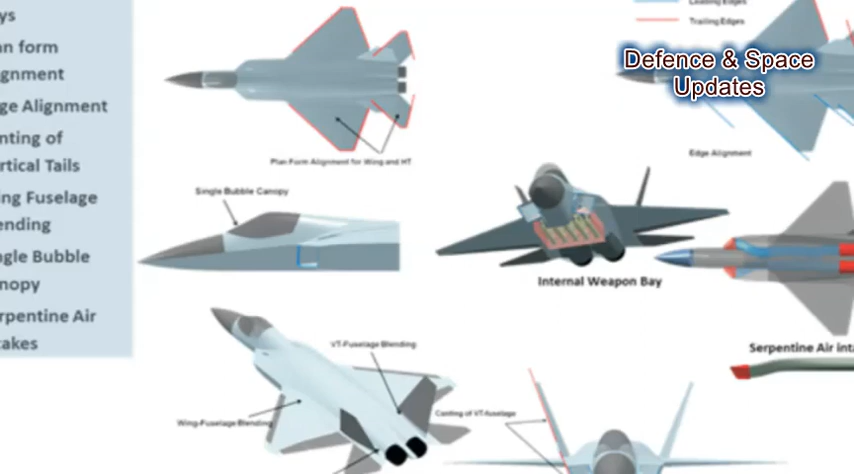 ys
an form
gnment
ge Alignment
nting of
rtical Tails
ing Fuselage
ending
ngle Bubble
nopy
rpentine Air
takes
Leading Edges
Trailing Edges
Defence & Space
Updates
Plan Form Alignment for Wing and HT
Edge Alignment
Single Bubble Canopy
Internal Weapon Bay
Serpentine Air inta
VT-Fuselage Blending
Wing-Fuselage Blending
Canting of VT-fuselage